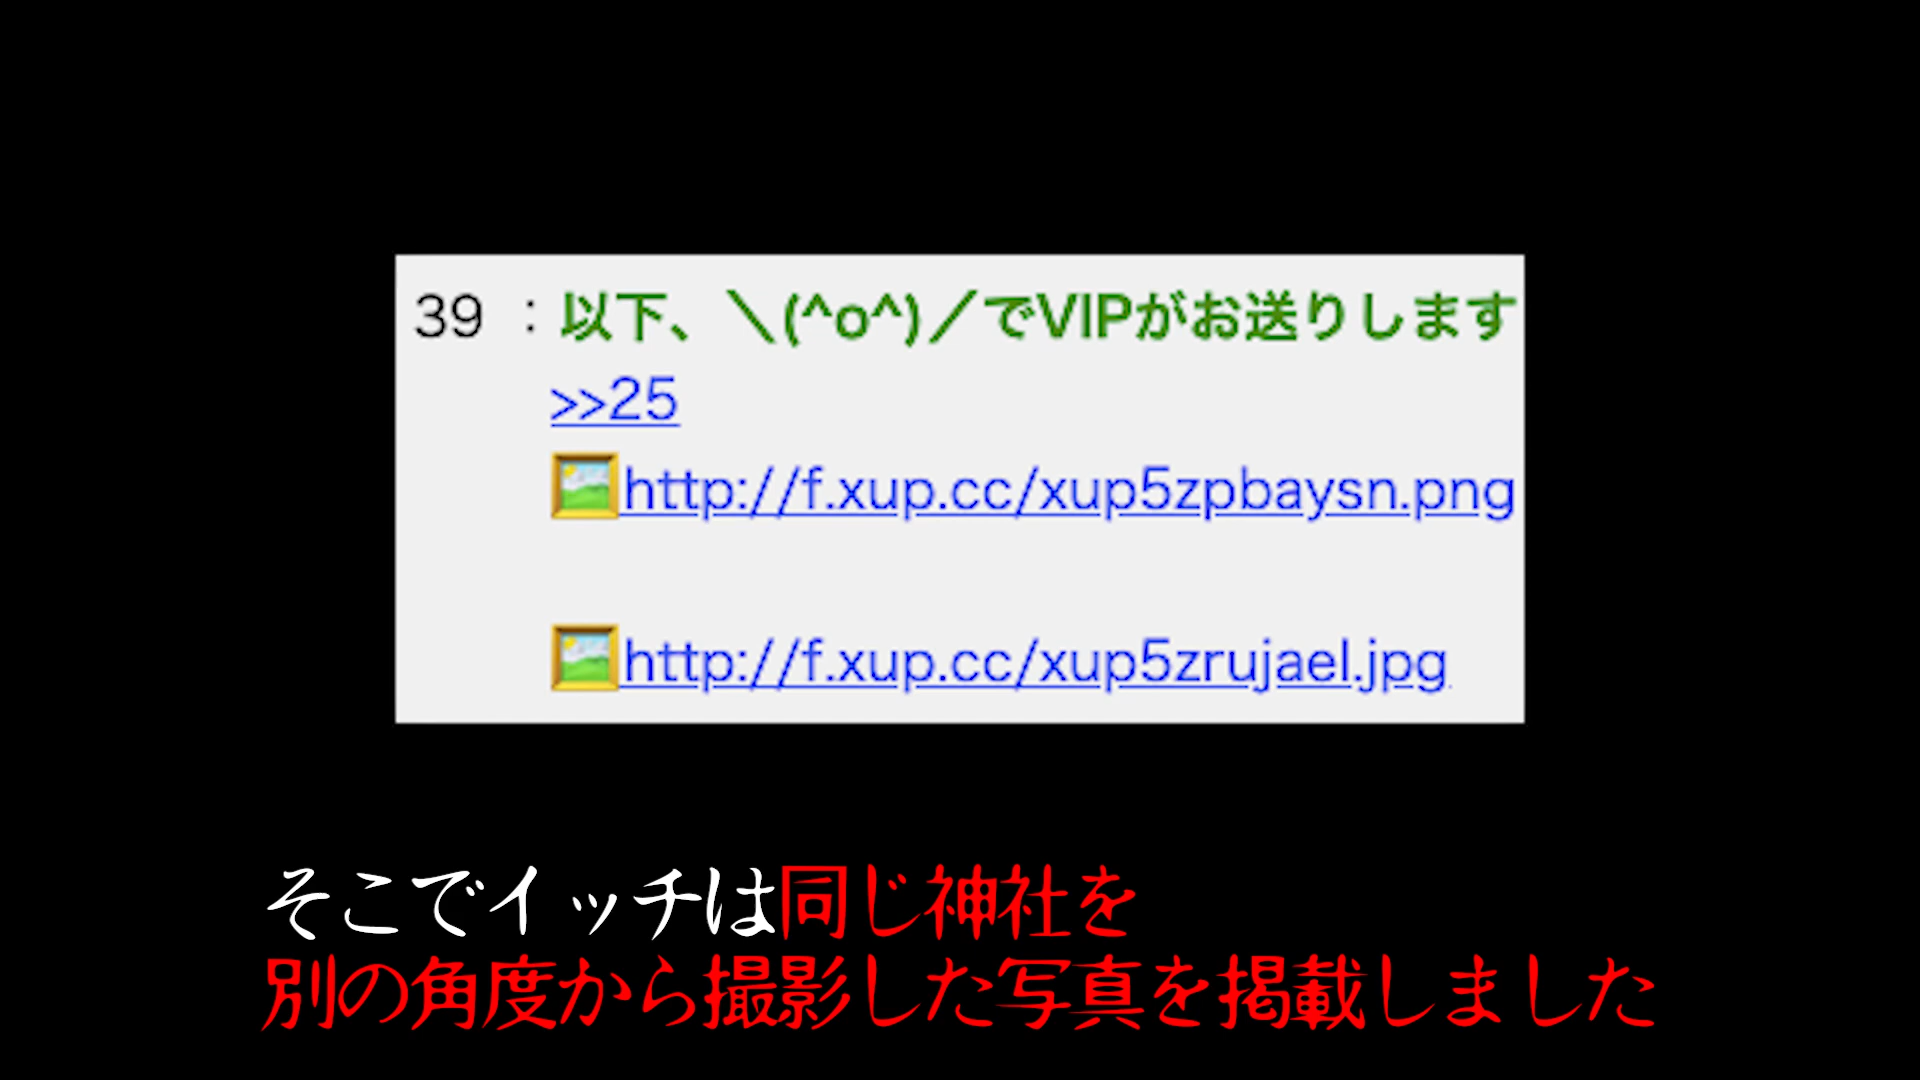 39 ：以下、＼(^o^)／でVIPがお送りします
>>25
http://f.xup.cc/xup5zpbaysn.png
http://f.xup.cc/xup5zrujael.jpg
そこでイッチは同じ神社を
別の角度から撮影した写真を掲載しました